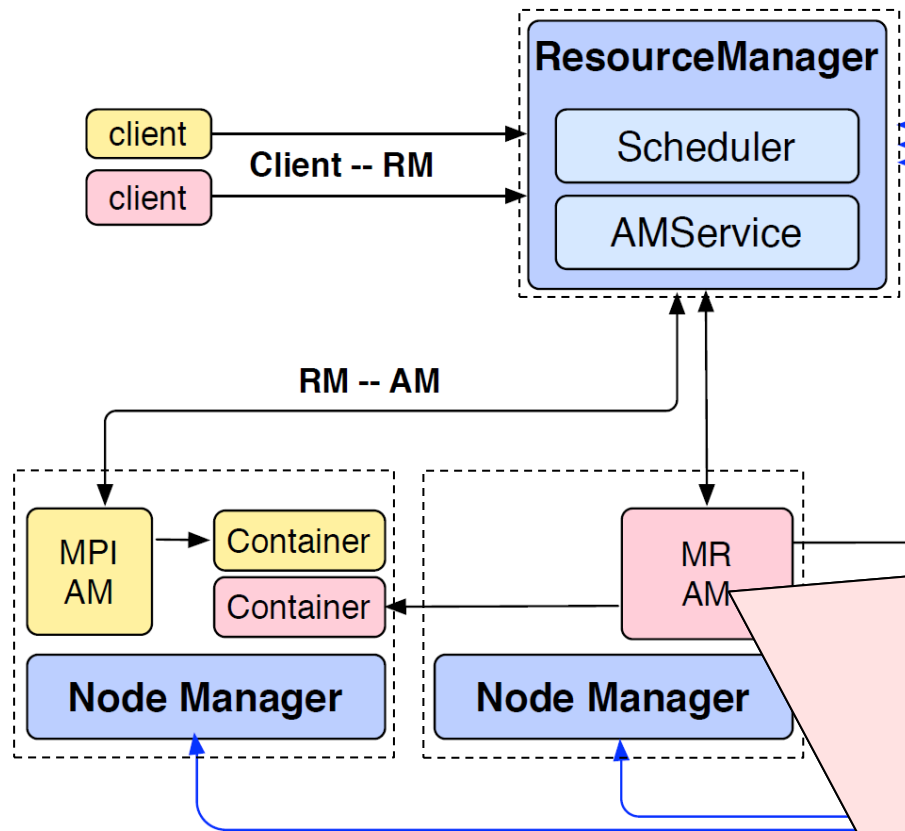 ResourceManager
Scheduler
AMService
client
Client -- RM
client
RM -- AM
MPI
AM
Container
Container
MR
AM
Node Manager
Node Manager